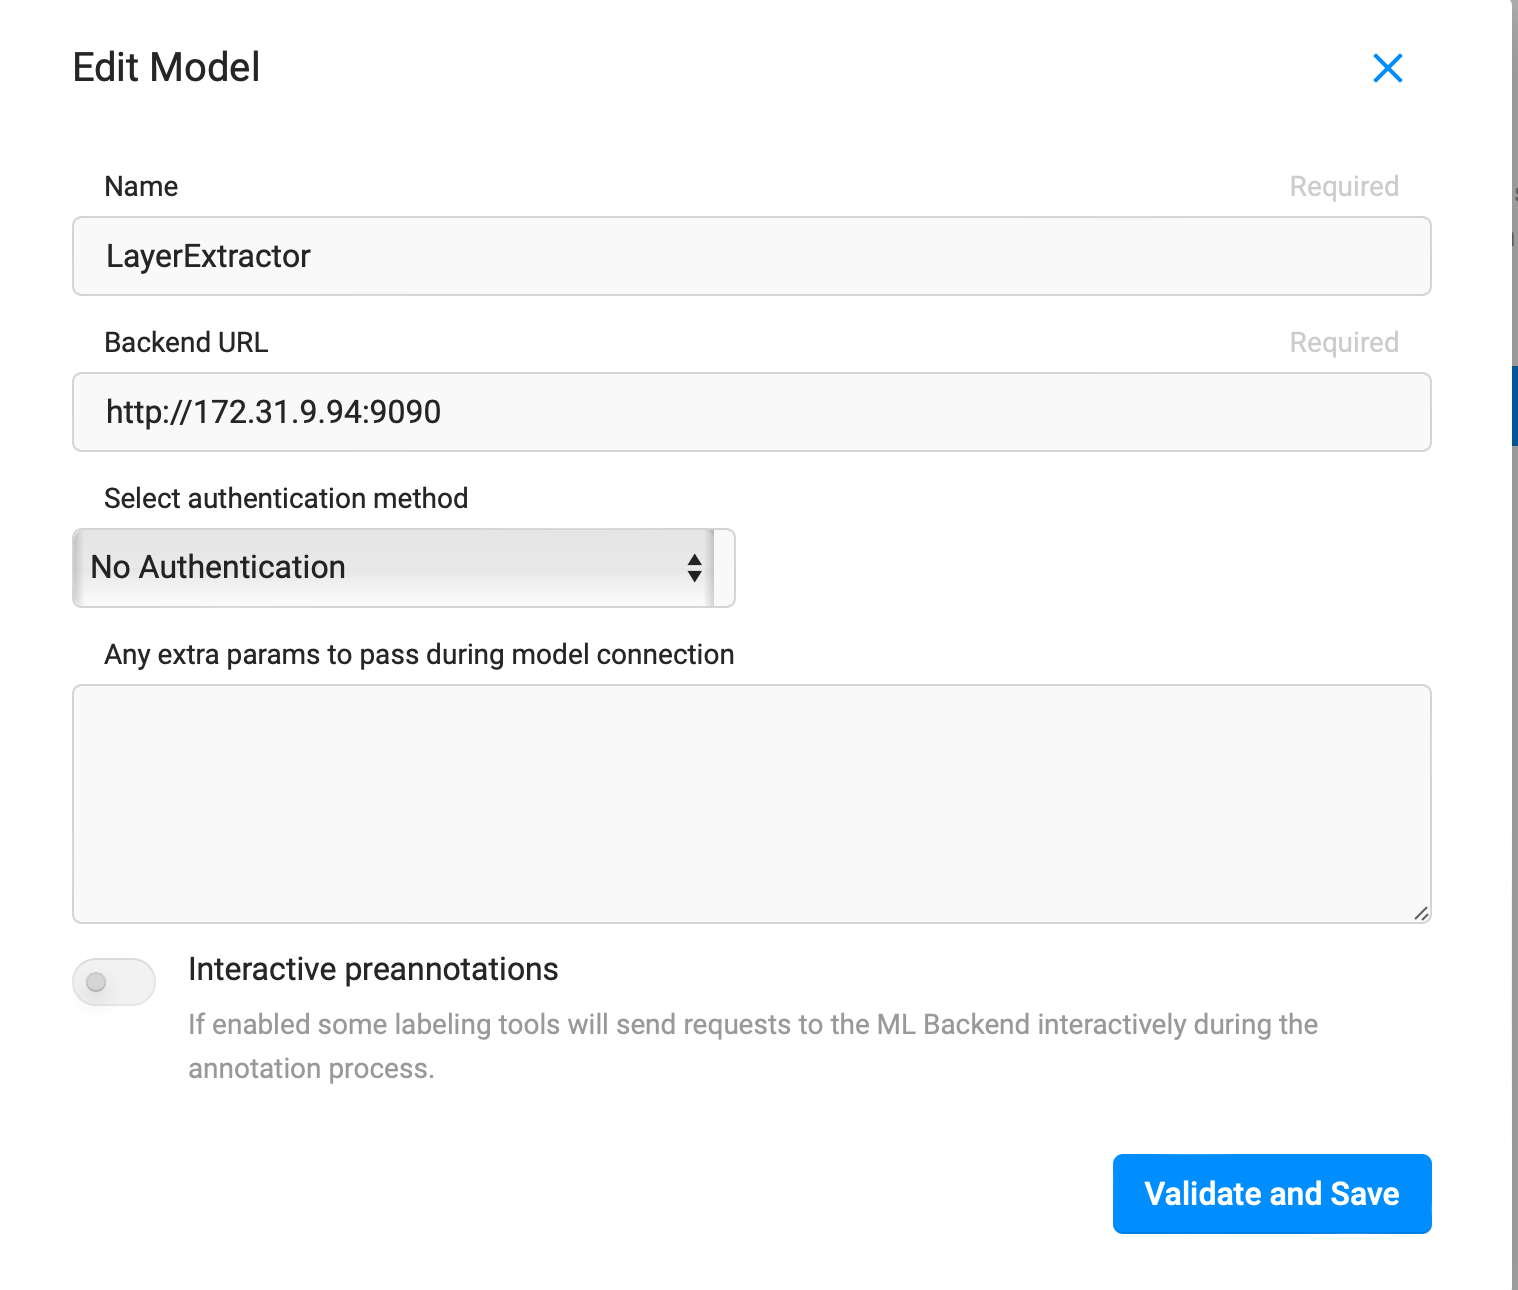 Edit Model
Name
Required
LayerExtractor
Backend URL
Required
http://172.31.9.94:9090
Select authentication method
No Authentication
Any extra params to pass during model connection
Interactive preannotations
If enabled some labeling tools will send requests to the ML Backend interactively during the
annotation process.
Validate and Save